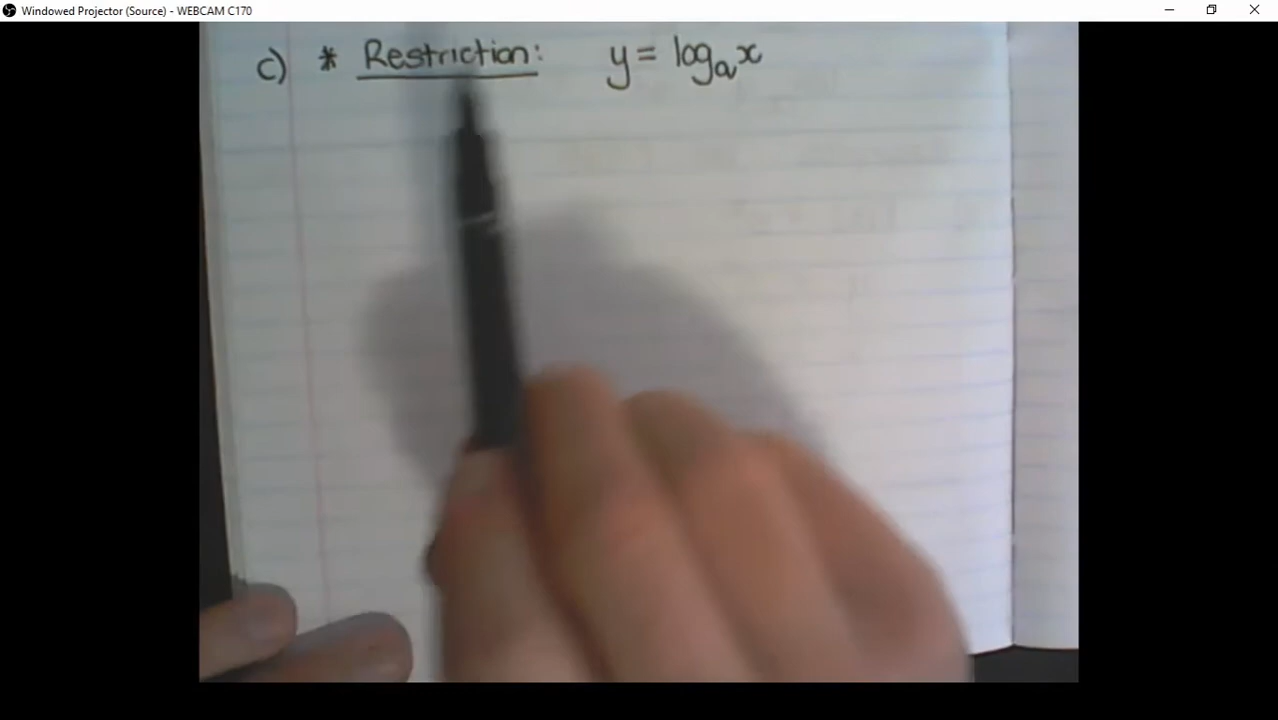 Windowed Projector (Source) - WEBCAM C170
c) * Restriction: y = logₐx